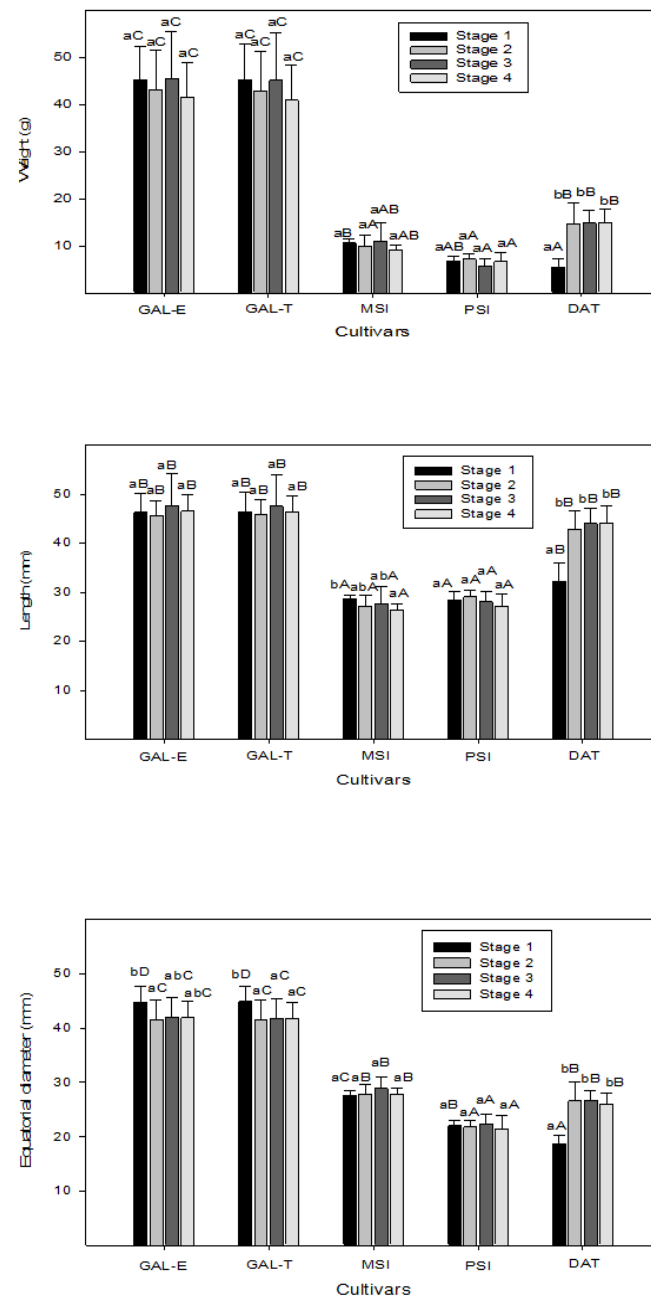 aC
aC
aC aC
aC aC
aC aC
Stage 1
Stage 2
Stage 3
Stage 4
50
40
30
20
10
Weight (g)
aB aA aAB aAB
aAB aA aA aA
aA bB bB bB
GAL-E GAL-T MSI PSI DAT
Cultivars
aB aB aB aB
aB aB aB aB
Stage 1
Stage 2
Stage 3
Stage 4
50
40
30
20
10
Length (mm)
bA abA abA aA
aA aA aA aA
aB bB bB bB
GAL-E GAL-T MSI PSI DAT
Cultivars
bD aC abC abC
bD aC aC aC
Stage 1
Stage 2
Stage 3
Stage 4
50
40
30
20
10
Equatorial diameter (mm)
aC aB aB aB
aB aA aA aA
aA bB bB bB
GAL-E GAL-T MSI PSI DAT
Cultivars